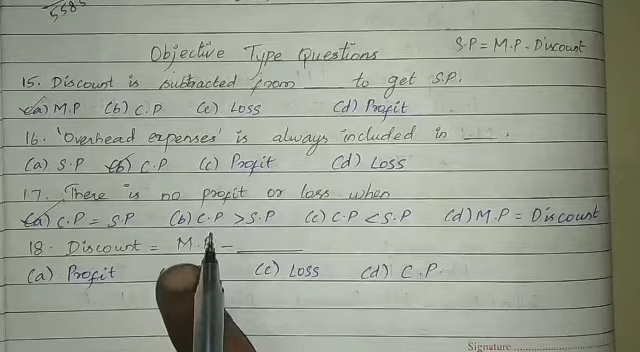 5585
Objective Type Questions
S.P = M.P - Discount
15. Discount is subtracted from ___ to get S.P.
(a) M.P (b) C.P (c) Loss (d) Profit
16. 'Overhead expenses' is always included in ___.
(a) S.P (b) C.P (c) Profit (d) Loss
17. There is no profit or loss when
(a) C.P = S.P (b) C.P > S.P (c) C.P < S.P (d) M.P = Discount
18. Discount = M.P - ___
(a) Profit (c) Loss (d) C.P.
Signature